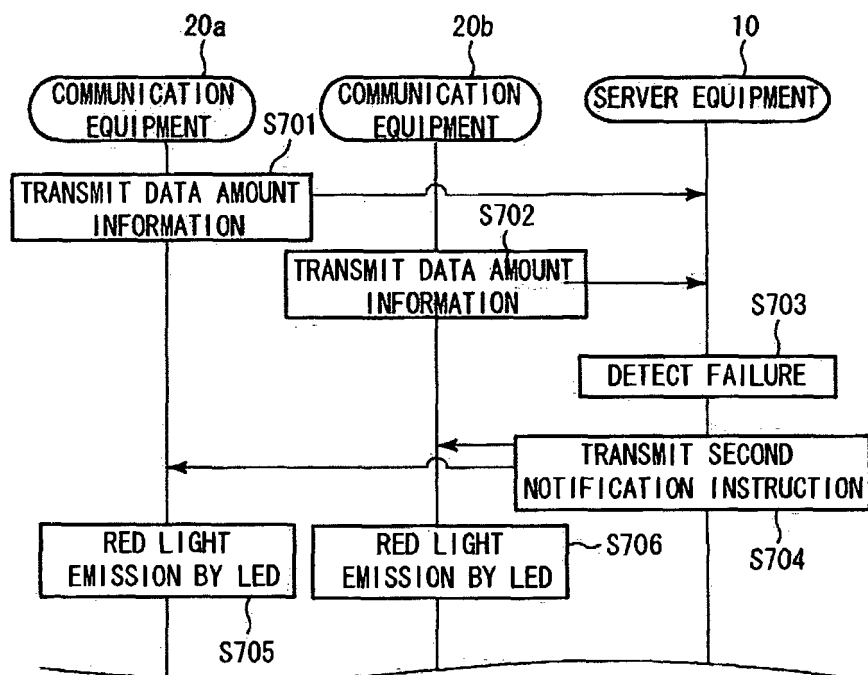 20a
20b
10
COMMUNICATION
EQUIPMENT
COMMUNICATION
EQUIPMENT
SERVER EQUIPMENT
S701
TRANSMIT DATA AMOUNT
INFORMATION
S702
TRANSMIT DATA AMOUNT
INFORMATION
S703
DETECT FAILURE
TRANSMIT SECOND
NOTIFICATION INSTRUCTION
S704
RED LIGHT
EMISSION BY LED
S705
RED LIGHT
EMISSION BY LED
S706